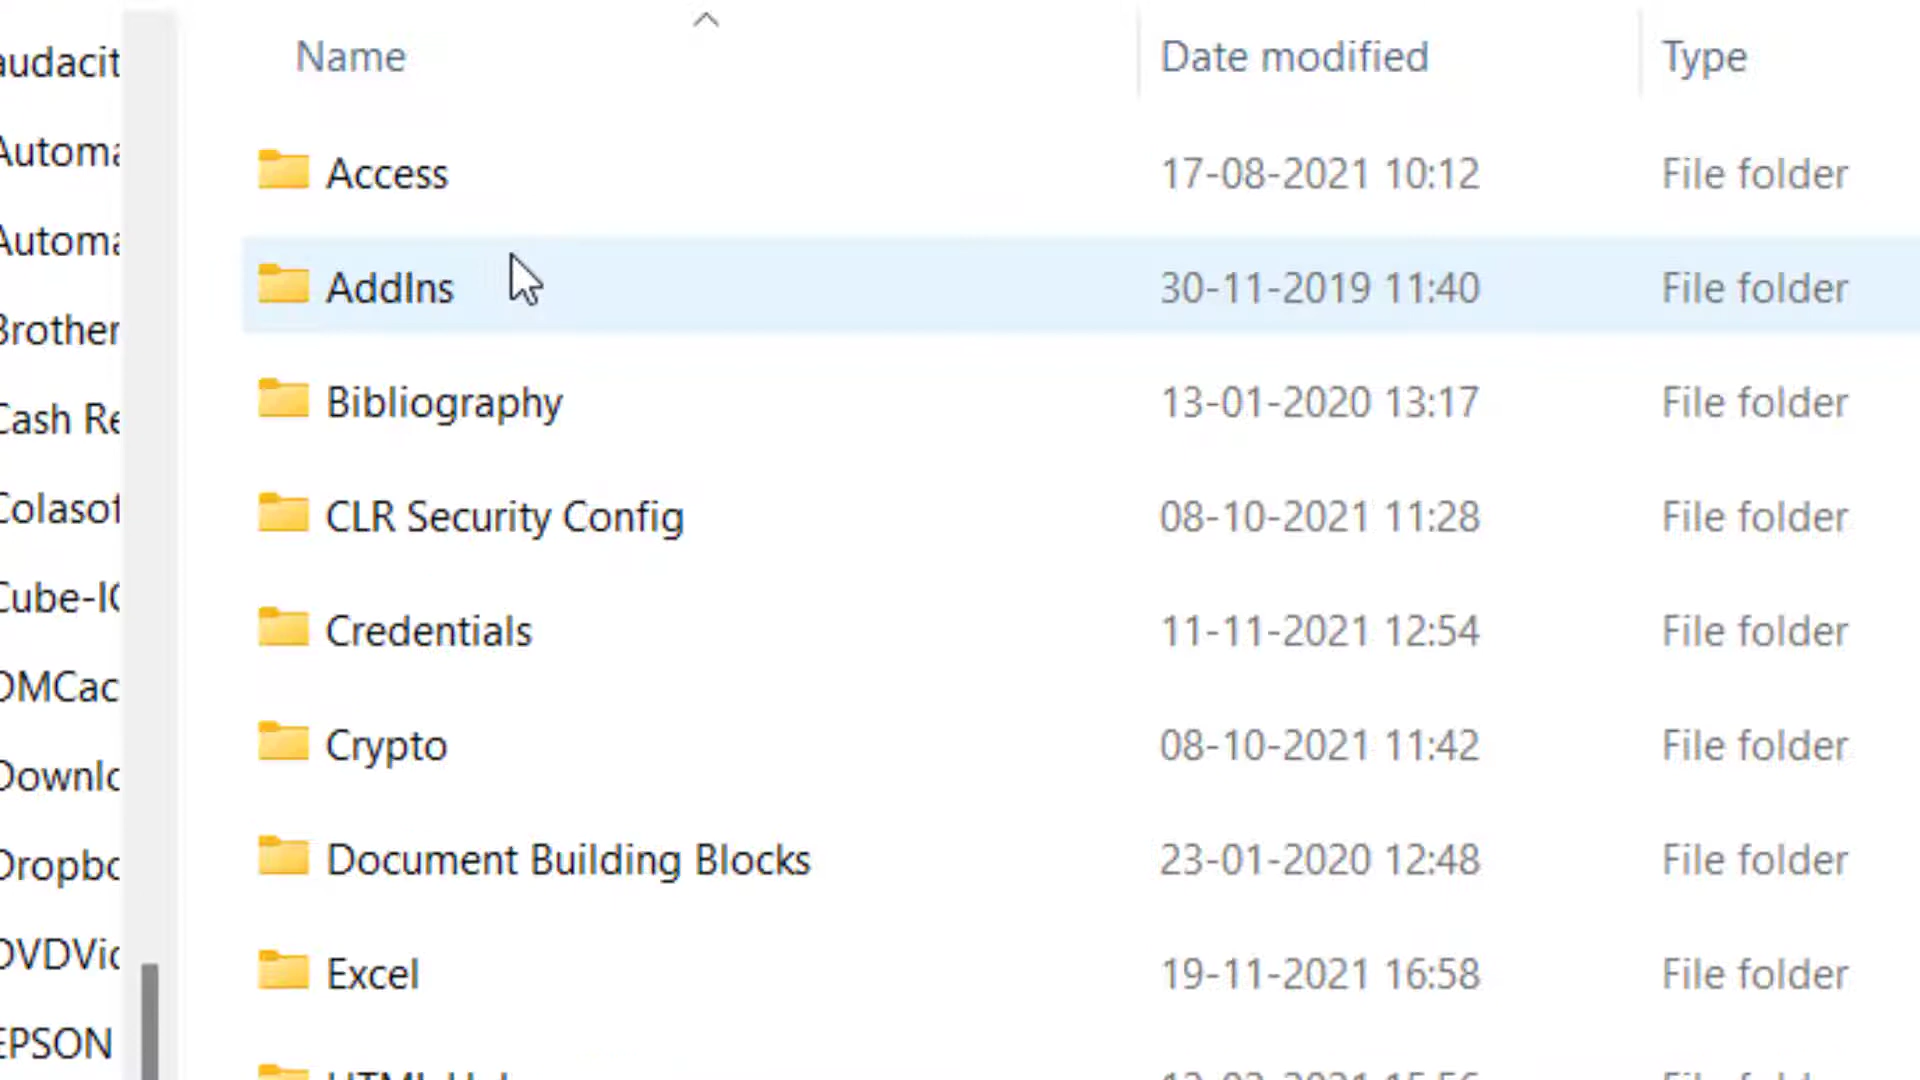 audacit
Automa
Automa
Brother
Cash Re
Colasof
Cube-IC
DMCac
Downlo
Dropbo
DVDVic
EPSON
Name Date modified Type
Access 17-08-2021 10:12 File folder
AddIns 30-11-2019 11:40 File folder
Bibliography 13-01-2020 13:17 File folder
CLR Security Config 08-10-2021 11:28 File folder
Credentials 11-11-2021 12:54 File folder
Crypto 08-10-2021 11:42 File folder
Document Building Blocks 23-01-2020 12:48 File folder
Excel 19-11-2021 16:58 File folder